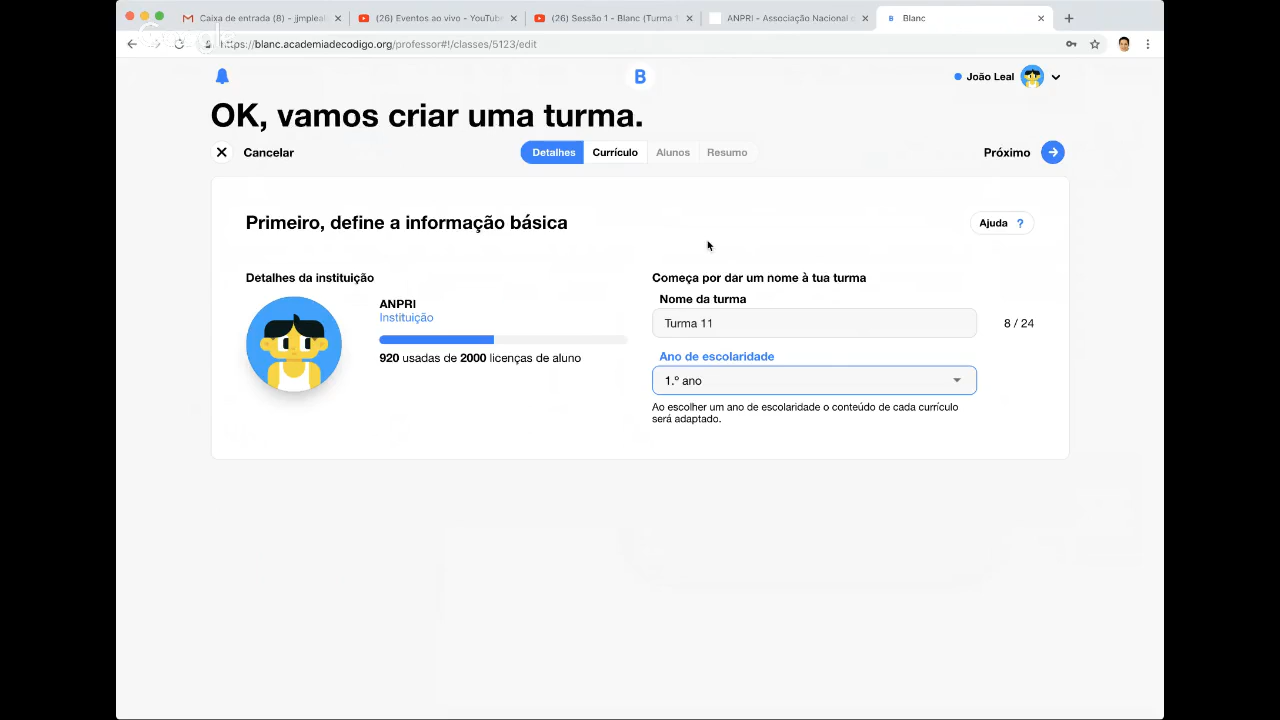 Caixa de entrada (8) - jjmpleal
(26) Eventos ao vivo - YouTub
(26) Sessão 1 - Blanc (Turma 1
ANPRI - Associação Nacional d
Blanc
https://blanc.academiadecodigo.org/professor#!/classes/5123/edit
B
João Leal
OK, vamos criar uma turma.
Cancelar
Detalhes
Currículo
Alunos
Resumo
Próximo
Primeiro, define a informação básica
Ajuda ?
Detalhes da instituição
ANPRI
Instituição
920 usadas de 2000 licenças de aluno
Começa por dar um nome à tua turma
Nome da turma
Turma 11
8 / 24
Ano de escolaridade
1.º ano
Ao escolher um ano de escolaridade o conteúdo de cada currículo
será adaptado.